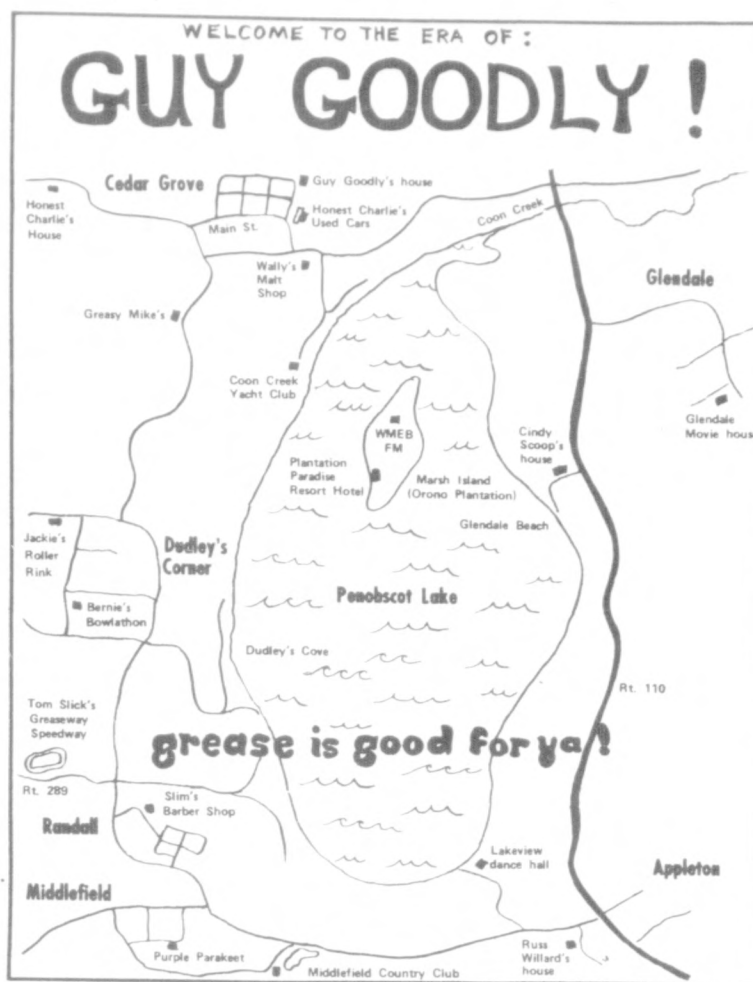 WELCOME TO THE ERA OF:
GUY GOODLY!
Cedar Grove
Guy Goodly's house
Honest
Charlie's
House
Honest Charlie's
Used Cars
Main St.
Coon Creek
Wally's
Malt
Shop
Glendale
Greasy Mike's
Coon Creek
Yacht Club
Glendale
Movie house
WMEB
FM
Cindy
Scoop's
house
Plantation
Paradise
Resort Hotel
Marsh Island
(Orono Plantation)
Glendale Beach
Jackie's
Roller
Rink
Dudley's
Corner
Penobscot Lake
Bernie's
Bowlathon
Dudley's Cove
Rt. 110
Tom Slick's
Greaseway
Speedway
grease is good for ya!
Rt. 289
Slim's
Barber Shop
Randall
Lakeview
dance hall
Appleton
Middlefield
Purple Parakeet
Middlefield Country Club
Russ
Willard's
house